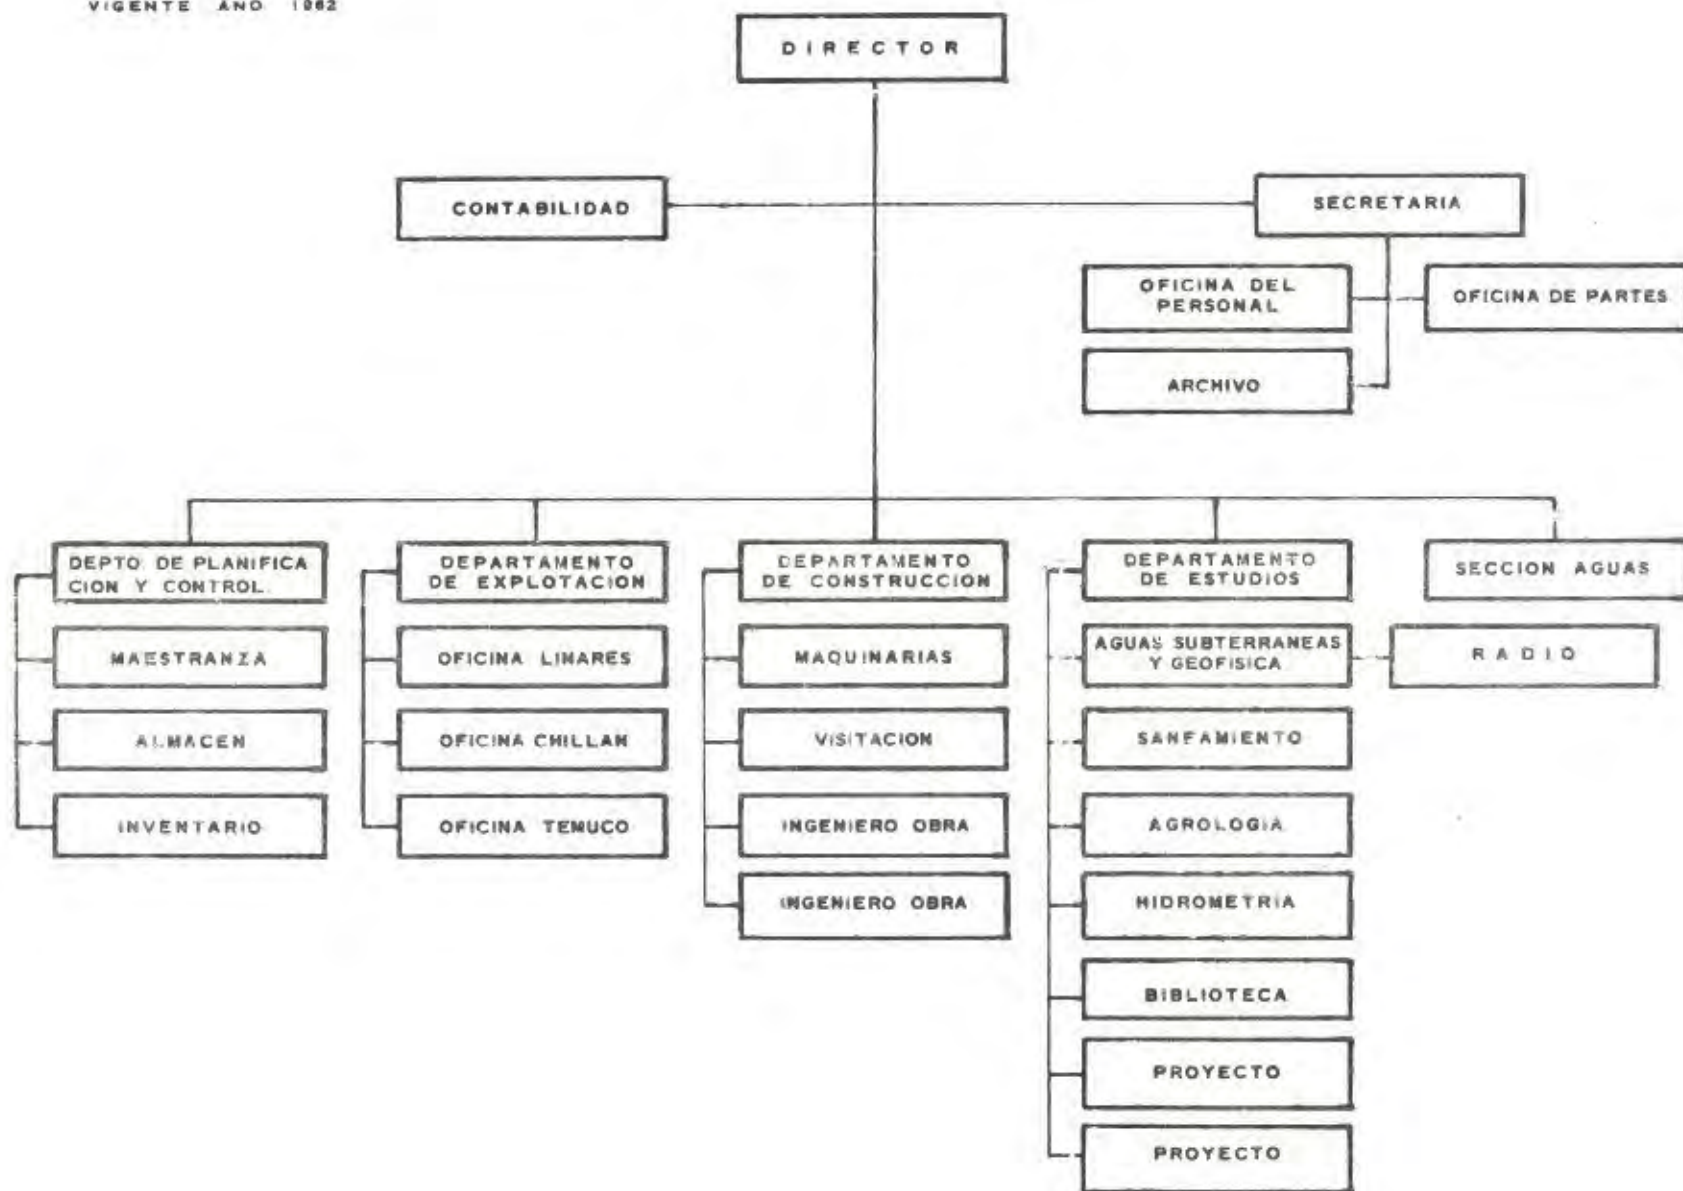 VIGENTE AÑO 1962
DIRECTOR
CONTABILIDAD
SECRETARIA
OFICINA DEL
PERSONAL
OFICINA DE PARTES
ARCHIVO
DEPTO. DE PLANIFICA
CION Y CONTROL.
DEPARTAMENTO
DE EXPLOTACION
DEPARTAMENTO
DE CONSTRUCCION
DEPARTAMENTO
DE ESTUDIOS
SECCION AGUAS
MAESTRANZA
OFICINA LINARES
MAQUINARIAS
AGUAS SUBTERRANEAS
Y GEOFISICA
RADIO
ALMACEN
OFICINA CHILLAN
VISITACION
SANEAMIENTO
INVENTARIO
OFICINA TEMUCO
INGENIERO OBRA
AGROLOGIA
INGENIERO OBRA
HIDROMETRIA
BIBLIOTECA
PROYECTO
PROYECTO